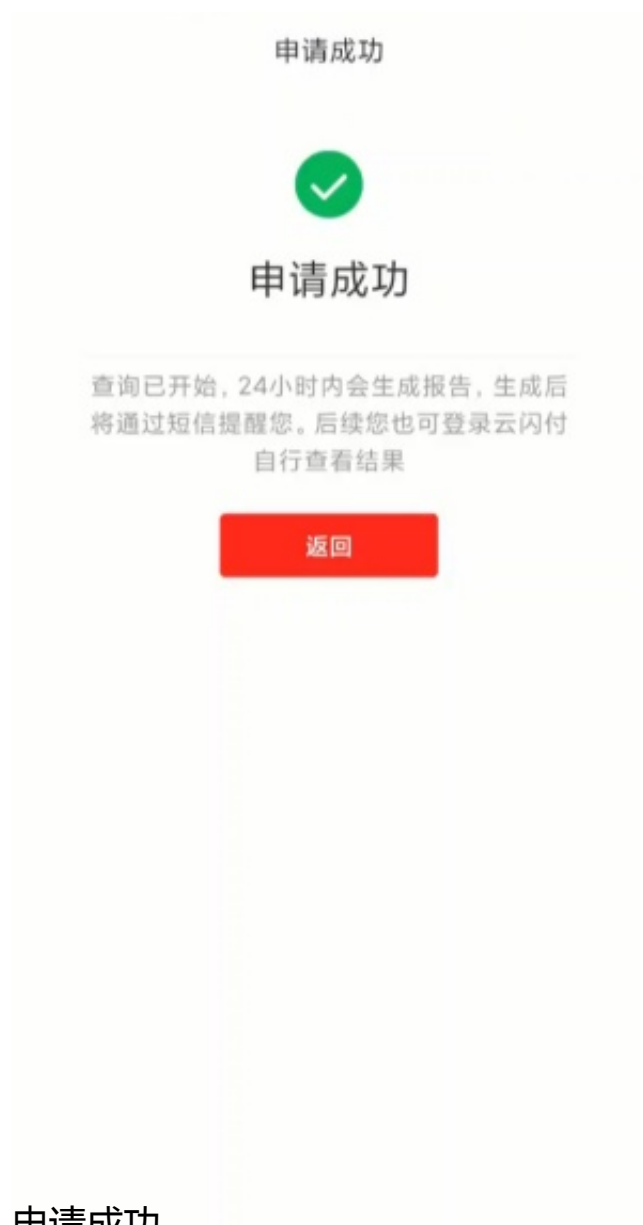 申请成功
申请成功
查询已开始，24小时内会生成报告，生成后
将通过短信提醒您。后续您也可登录云闪付
自行查看结果
返回
申请成功